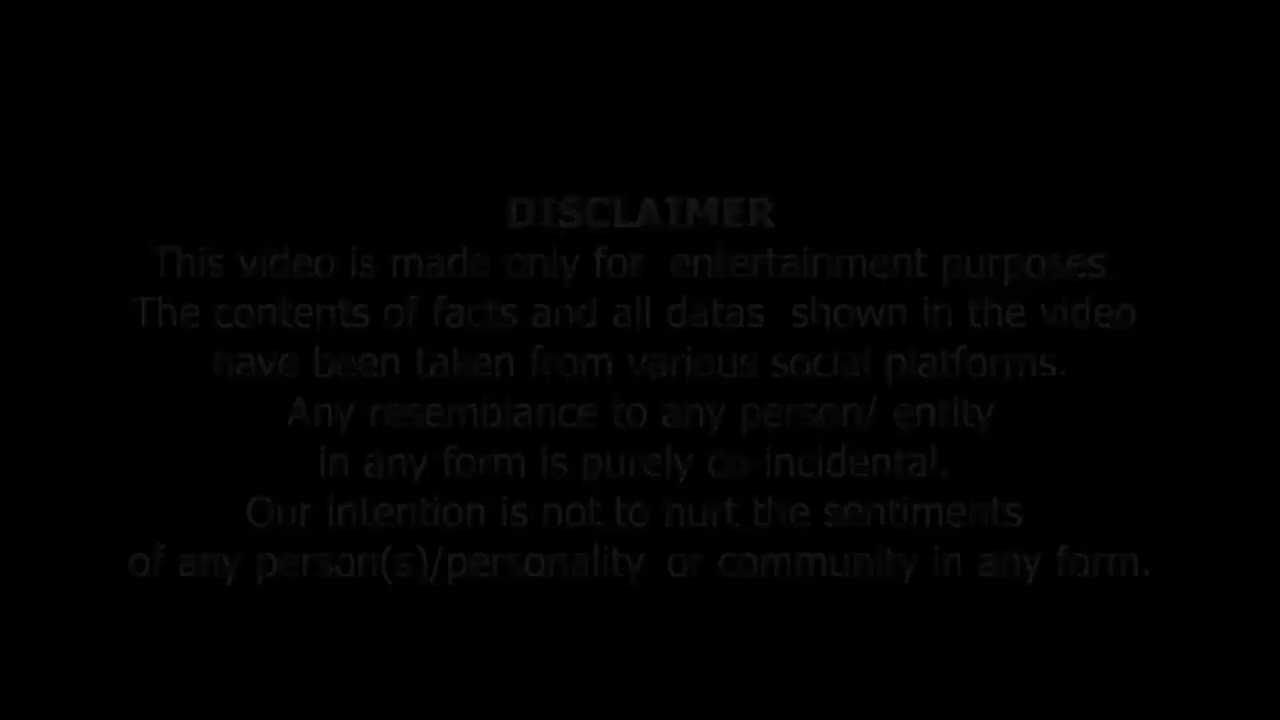 DISCLAIMER
This video is made only for entertainment purposes.
The contents of facts and all datas shown in the video
have been taken from various social platforms.
Any resemblance to any person/ entity
in any form is purely co-incidental.
Our intention is not to hurt the sentiments
of any person(s)/personality or community in any form.